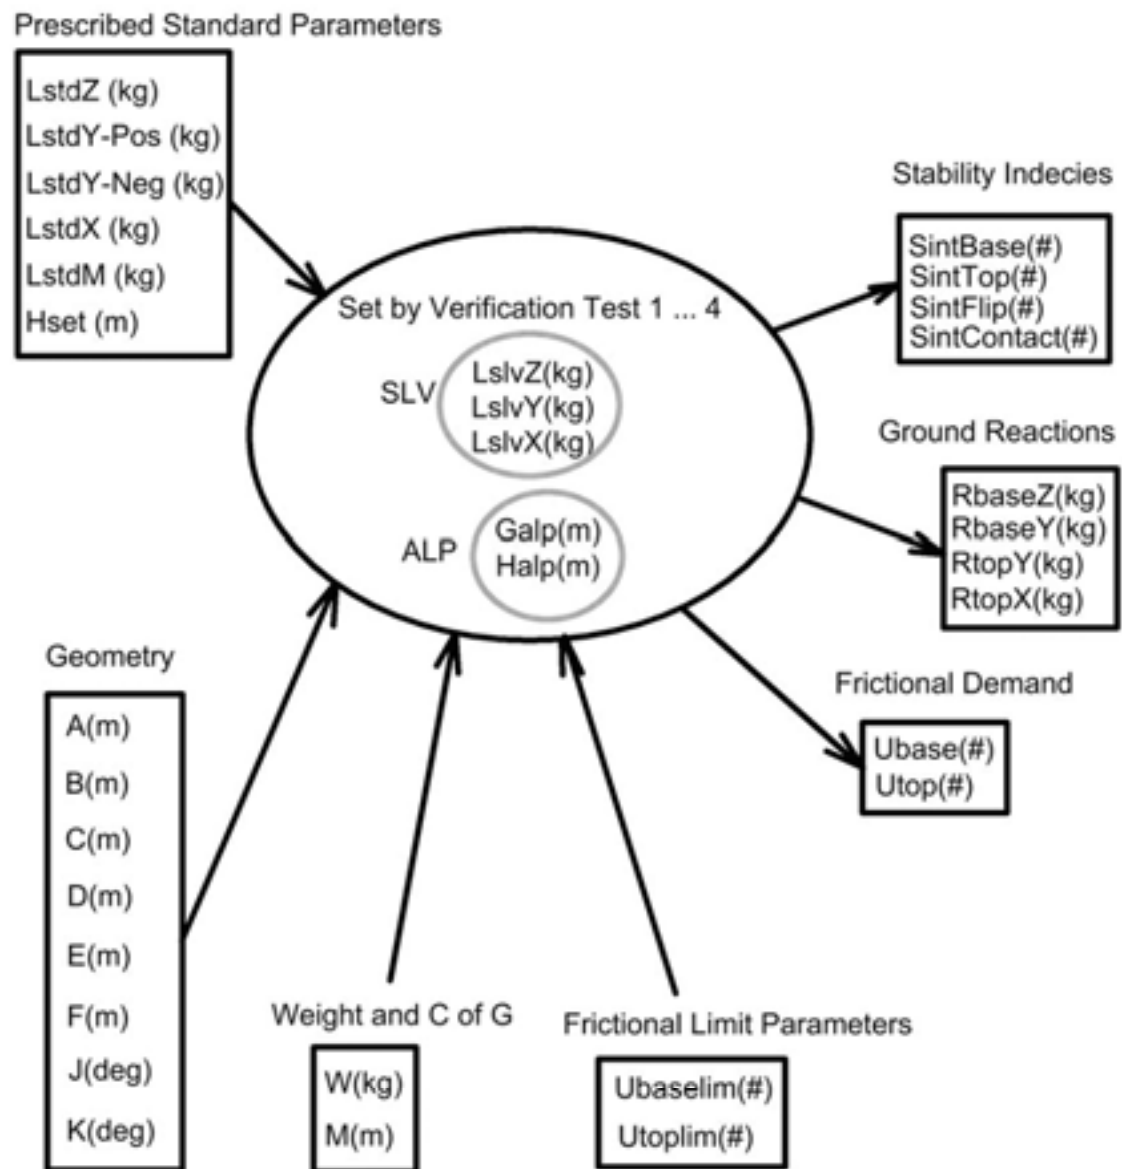 Prescribed Standard Parameters
LstdZ (kg)
LstdY-Pos (kg)
LstdY-Neg (kg)
LstdX (kg)
LstdM (kg)
Hset (m)
Set by Verification Test 1 ... 4
SLV
LslvZ(kg)
LslvY(kg)
LslvX(kg)
ALP
Galp(m)
Halp(m)
Stability Indecies
SintBase(#)
SintTop(#)
SintFlip(#)
SintContact(#)
Ground Reactions
RbaseZ(kg)
RbaseY(kg)
RtopY(kg)
RtopX(kg)
Frictional Demand
Ubase(#)
Utop(#)
Geometry
A(m)
B(m)
C(m)
D(m)
E(m)
F(m)
J(deg)
K(deg)
Weight and C of G
W(kg)
M(m)
Frictional Limit Parameters
Ubaselim(#)
Utoplim(#)